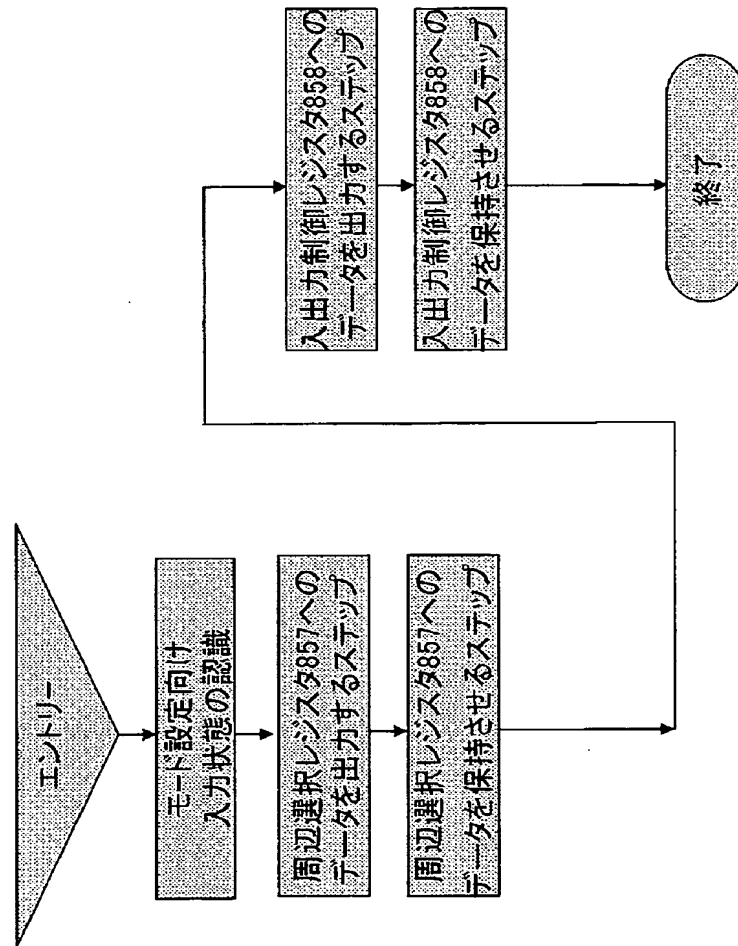 エントリー
モード設定向け
入力状態の認識
周辺選択レジスタ857への
データを出力するステップ
周辺選択レジスタ857への
データを保持させるステップ
入出力制御レジスタ858への
データを出力するステップ
入出力制御レジスタ858への
データを保持させるステップ
終了